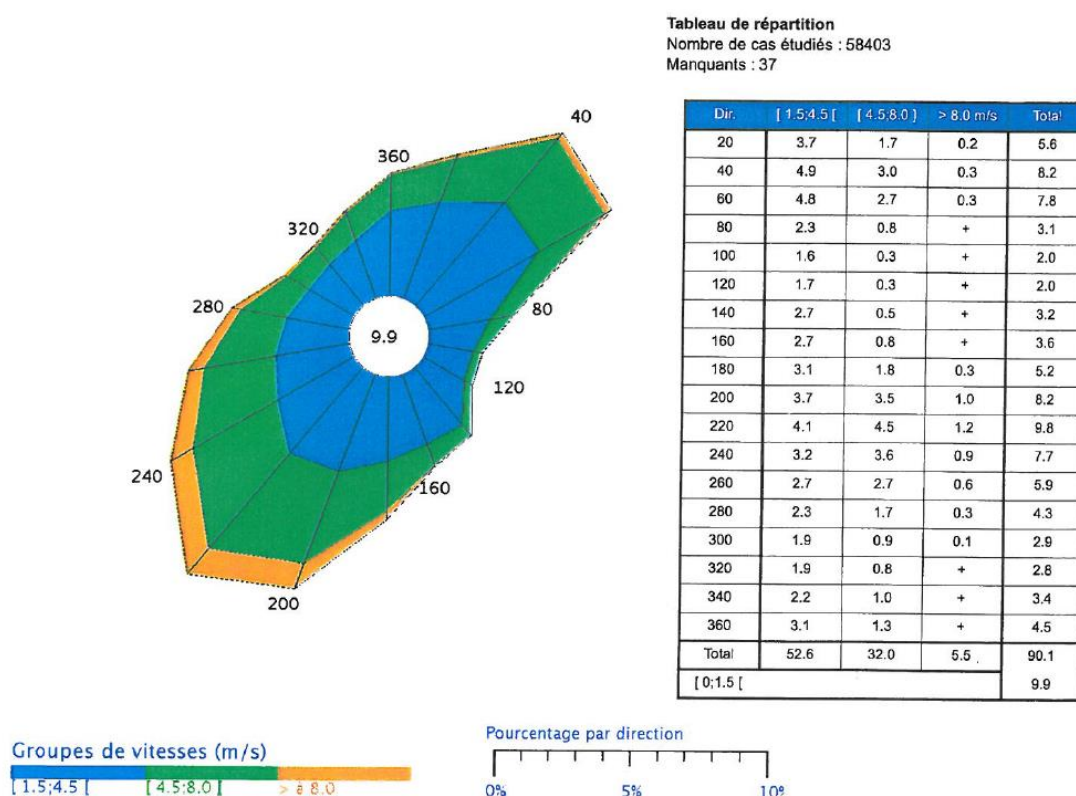 Tableau de répartition
Nombre de cas étudiés : 58403
Manquants : 37
Dir. [ 1.5;4.5 [ [ 4.5;8.0 ] > 8.0 m/s Total
20 3.7 1.7 0.2 5.6
40 4.9 3.0 0.3 8.2
60 4.8 2.7 0.3 7.8
80 2.3 0.8 + 3.1
100 1.6 0.3 + 2.0
120 1.7 0.3 + 2.0
140 2.7 0.5 + 3.2
160 2.7 0.8 + 3.6
180 3.1 1.8 0.3 5.2
200 3.7 3.5 1.0 8.2
220 4.1 4.5 1.2 9.8
240 3.2 3.6 0.9 7.7
260 2.7 2.7 0.6 5.9
280 2.3 1.7 0.3 4.3
300 1.9 0.9 0.1 2.9
320 1.9 0.8 + 2.8
340 2.2 1.0 + 3.4
360 3.1 1.3 + 4.5
Total 52.6 32.0 5.5 90.1
[ 0;1.5 [ 9.9
40
360
320
280
80
9.9
120
240
160
200
Groupes de vitesses (m/s)
[ 1.5;4.5 [ [ 4.5;8.0 ] > à 8.0
Pourcentage par direction
0% 5% 10%